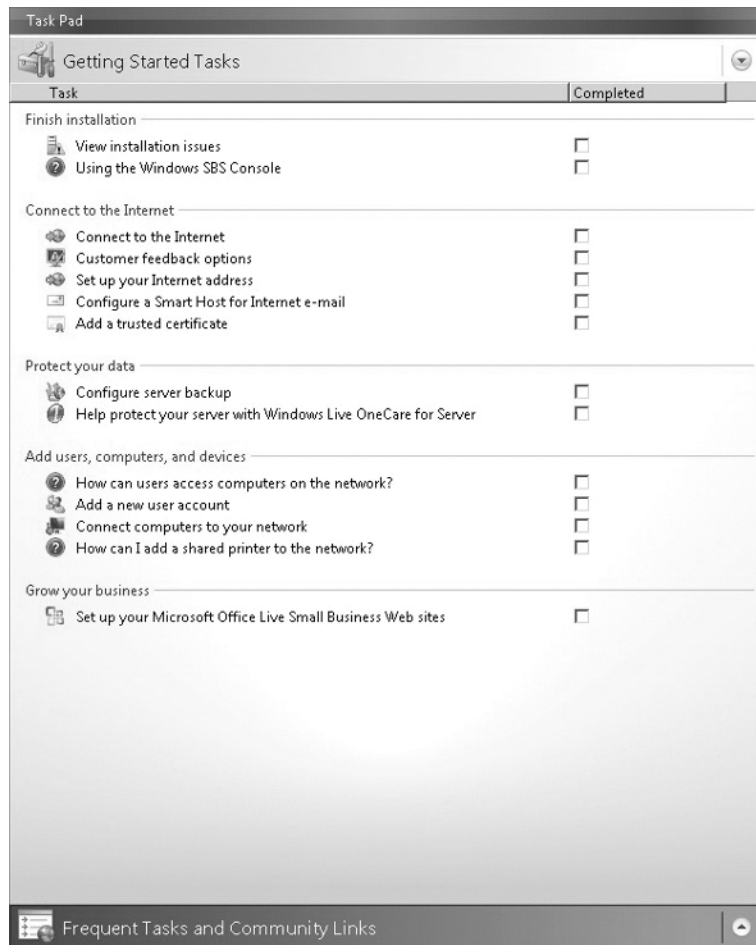 Task Pad
Getting Started Tasks
Task Completed
Finish installation
View installation issues
Using the Windows SBS Console
Connect to the Internet
Connect to the Internet
Customer feedback options
Set up your Internet address
Configure a Smart Host for Internet e-mail
Add a trusted certificate
Protect your data
Configure server backup
Help protect your server with Windows Live OneCare for Server
Add users, computers, and devices
How can users access computers on the network?
Add a new user account
Connect computers to your network
How can I add a shared printer to the network?
Grow your business
Set up your Microsoft Office Live Small Business Web sites
Frequent Tasks and Community Links